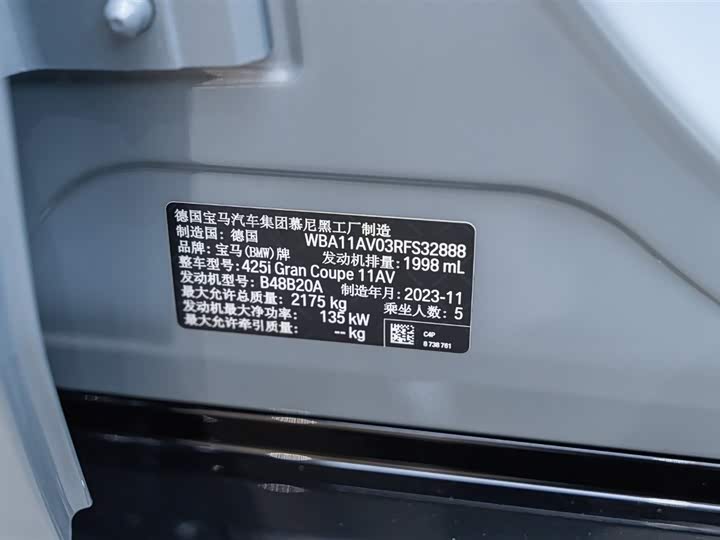 德国宝马汽车集团慕尼黑工厂制造
制造国：德国 WBA11AV03RFS32888
品牌：宝马(BMW)牌 发动机排量：1998 mL
整车型号：425i Gran Coupe 11AV
发动机型号：B48B20A 制造年月：2023-11
最大允许总质量：2175 kg 乘坐人数：5
发动机最大净功率：135 kW
最大允许牵引质量：-- kg
C4P
8 738 761